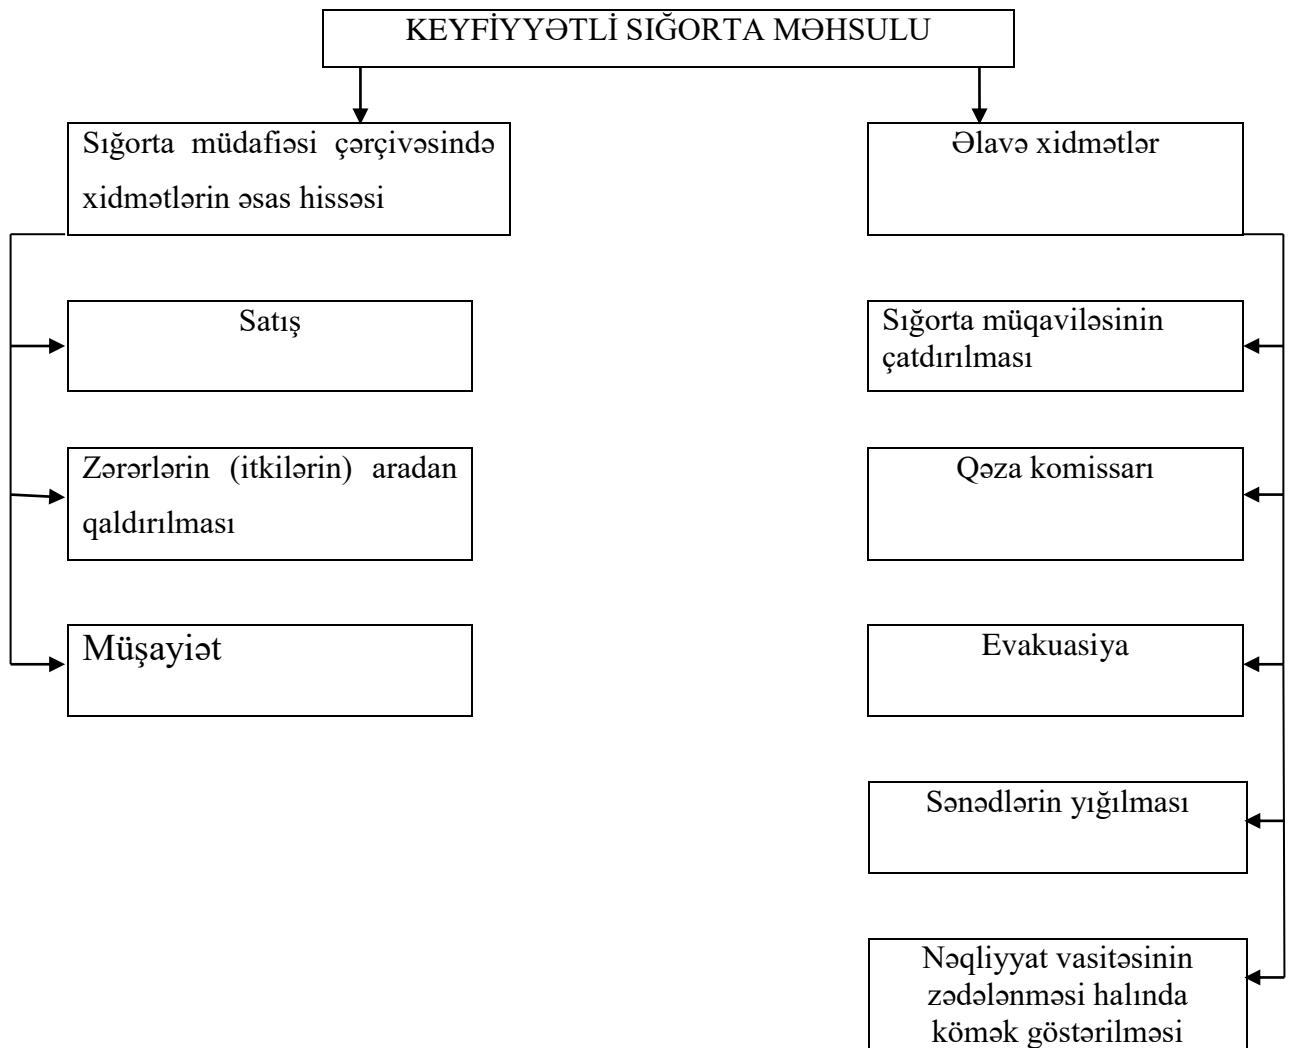 KEYFİYYƏTLİ SIĞORTA MƏHSULU
Sığorta müdafiəsi çərçivəsində
xidmətlərin əsas hissəsi
Əlavə xidmətlər
Satış
Sığorta müqaviləsinin
çatdırılması
Zərərlərin (itkilərin) aradan
qaldırılması
Qəza komissarı
Müşayiət
Evakuasiya
Sənədlərin yığılması
Nəqliyyat vasitəsinin
zədələnməsi halında
kömək göstərilməsi